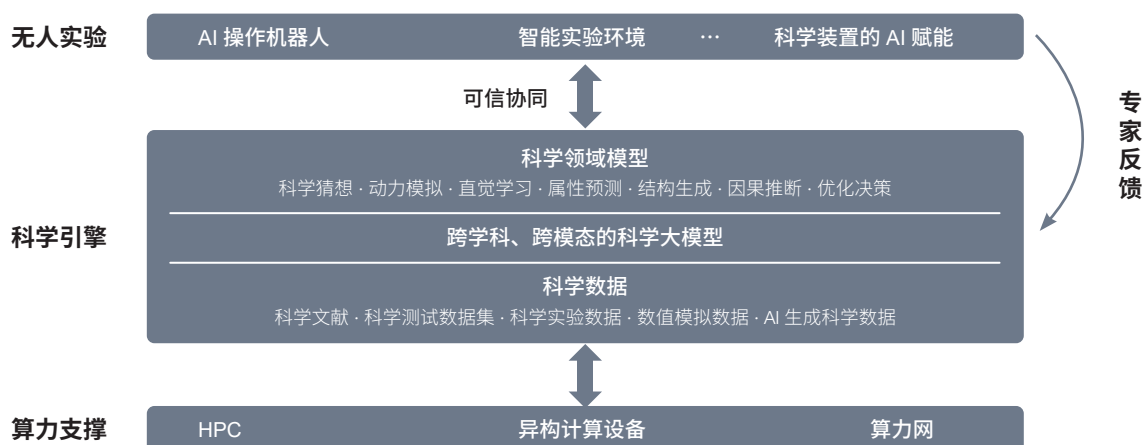 无人实验
AI 操作机器人
智能实验环境
…
科学装置的 AI 赋能
可信协同
专家反馈
科学领域模型
科学猜想 · 动力模拟 · 直觉学习 · 属性预测 · 结构生成 · 因果推断 · 优化决策
科学引擎
跨学科、跨模态的科学大模型
科学数据
科学文献 · 科学测试数据集 · 科学实验数据 · 数值模拟数据 · AI 生成科学数据
算力支撑
HPC
异构计算设备
算力网